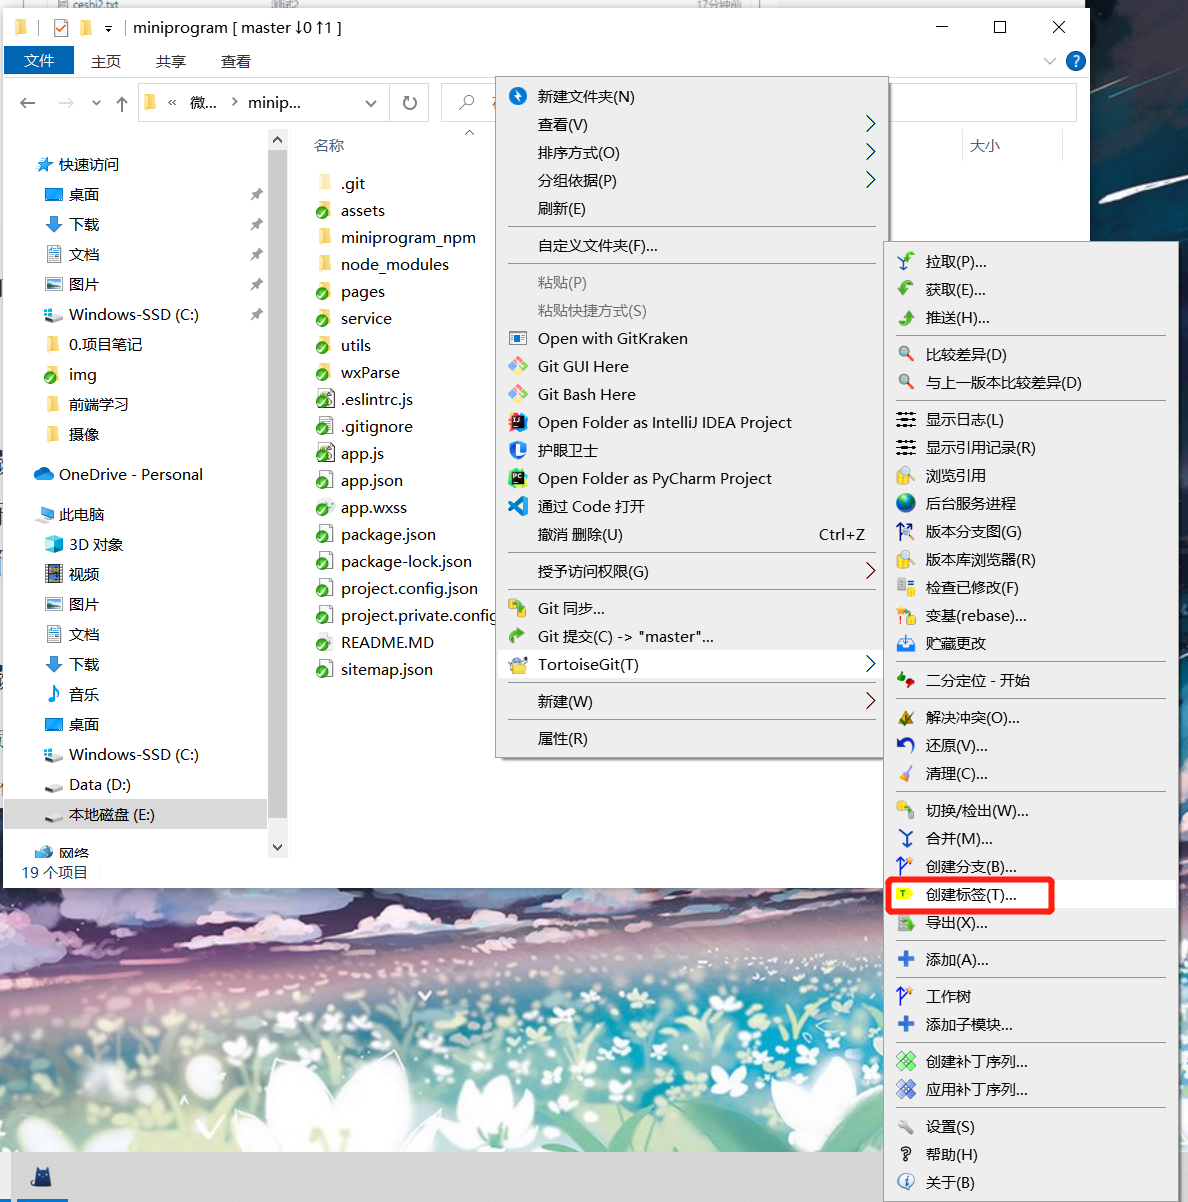 ceshi2.txt
测试2
17分钟前
miniprogram [ master ↓0 ↑1 ]
文件
主页
共享
查看
?
«
微...
minip...
名称
大小
快速访问
桌面
下载
文档
图片
Windows-SSD (C:)
0.项目笔记
img
前端学习
摄像
OneDrive - Personal
此电脑
3D 对象
视频
图片
文档
下载
音乐
桌面
Windows-SSD (C:)
Data (D:)
本地磁盘 (E:)
网络
19 个项目
.git
assets
miniprogram_npm
node_modules
pages
service
utils
wxParse
.eslintrc.js
.gitignore
app.js
app.json
app.wxss
package.json
package-lock.json
project.config.json
project.private.config
README.MD
sitemap.json
新建文件夹(N)
查看(V)
排序方式(O)
分组依据(P)
刷新(E)
自定义文件夹(F)...
粘贴(P)
粘贴快捷方式(S)
Open with GitKraken
Git GUI Here
Git Bash Here
Open Folder as IntelliJ IDEA Project
护眼卫士
Open Folder as PyCharm Project
通过 Code 打开
撤消 删除(U) Ctrl+Z
授予访问权限(G)
Git 同步...
Git 提交(C) -> "master"...
TortoiseGit(T)
新建(W)
属性(R)
拉取(P)...
获取(E)...
推送(H)...
比较差异(D)
与上一版本比较差异(D)
显示日志(L)
显示引用记录(R)
浏览引用
后台服务进程
版本分支图(G)
版本库浏览器(R)
检查已修改(F)
变基(rebase)...
贮藏更改
二分定位 - 开始
解决冲突(O)...
还原(V)...
清理(C)...
切换/检出(W)...
合并(M)...
创建分支(B)...
创建标签(T)...
导出(X)...
添加(A)...
工作树
添加子模块...
创建补丁序列...
应用补丁序列...
设置(S)
帮助(H)
关于(B)